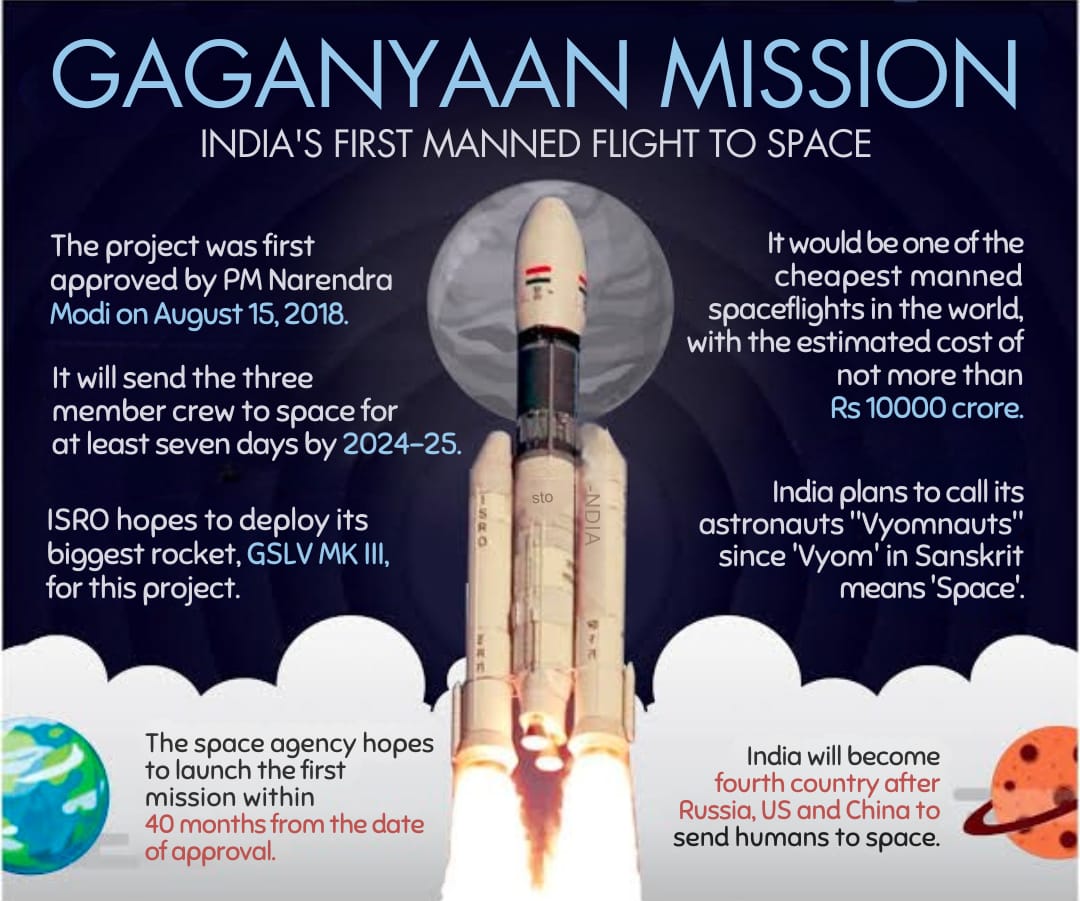 GAGANYAAN MISSION
INDIA'S FIRST MANNED FLIGHT TO SPACE
The project was first
approved by PM Narendra
Modi on August 15, 2018.
It will send the three
member crew to space for
at least seven days by 2024-25.
ISRO hopes to deploy its
biggest rocket, GSLV MK III,
for this project.
It would be one of the
cheapest manned
spaceflights in the world,
with the estimated cost of
not more than
Rs 10000 crore.
India plans to call its
astronauts "Vyomnauts"
since 'Vyom' in Sanskrit
means 'Space'.
ISRO
sto
The space agency hopes
to launch the first
mission within
40 months from the date
of approval.
India will become
fourth country after
Russia, US and China to
send humans to space.